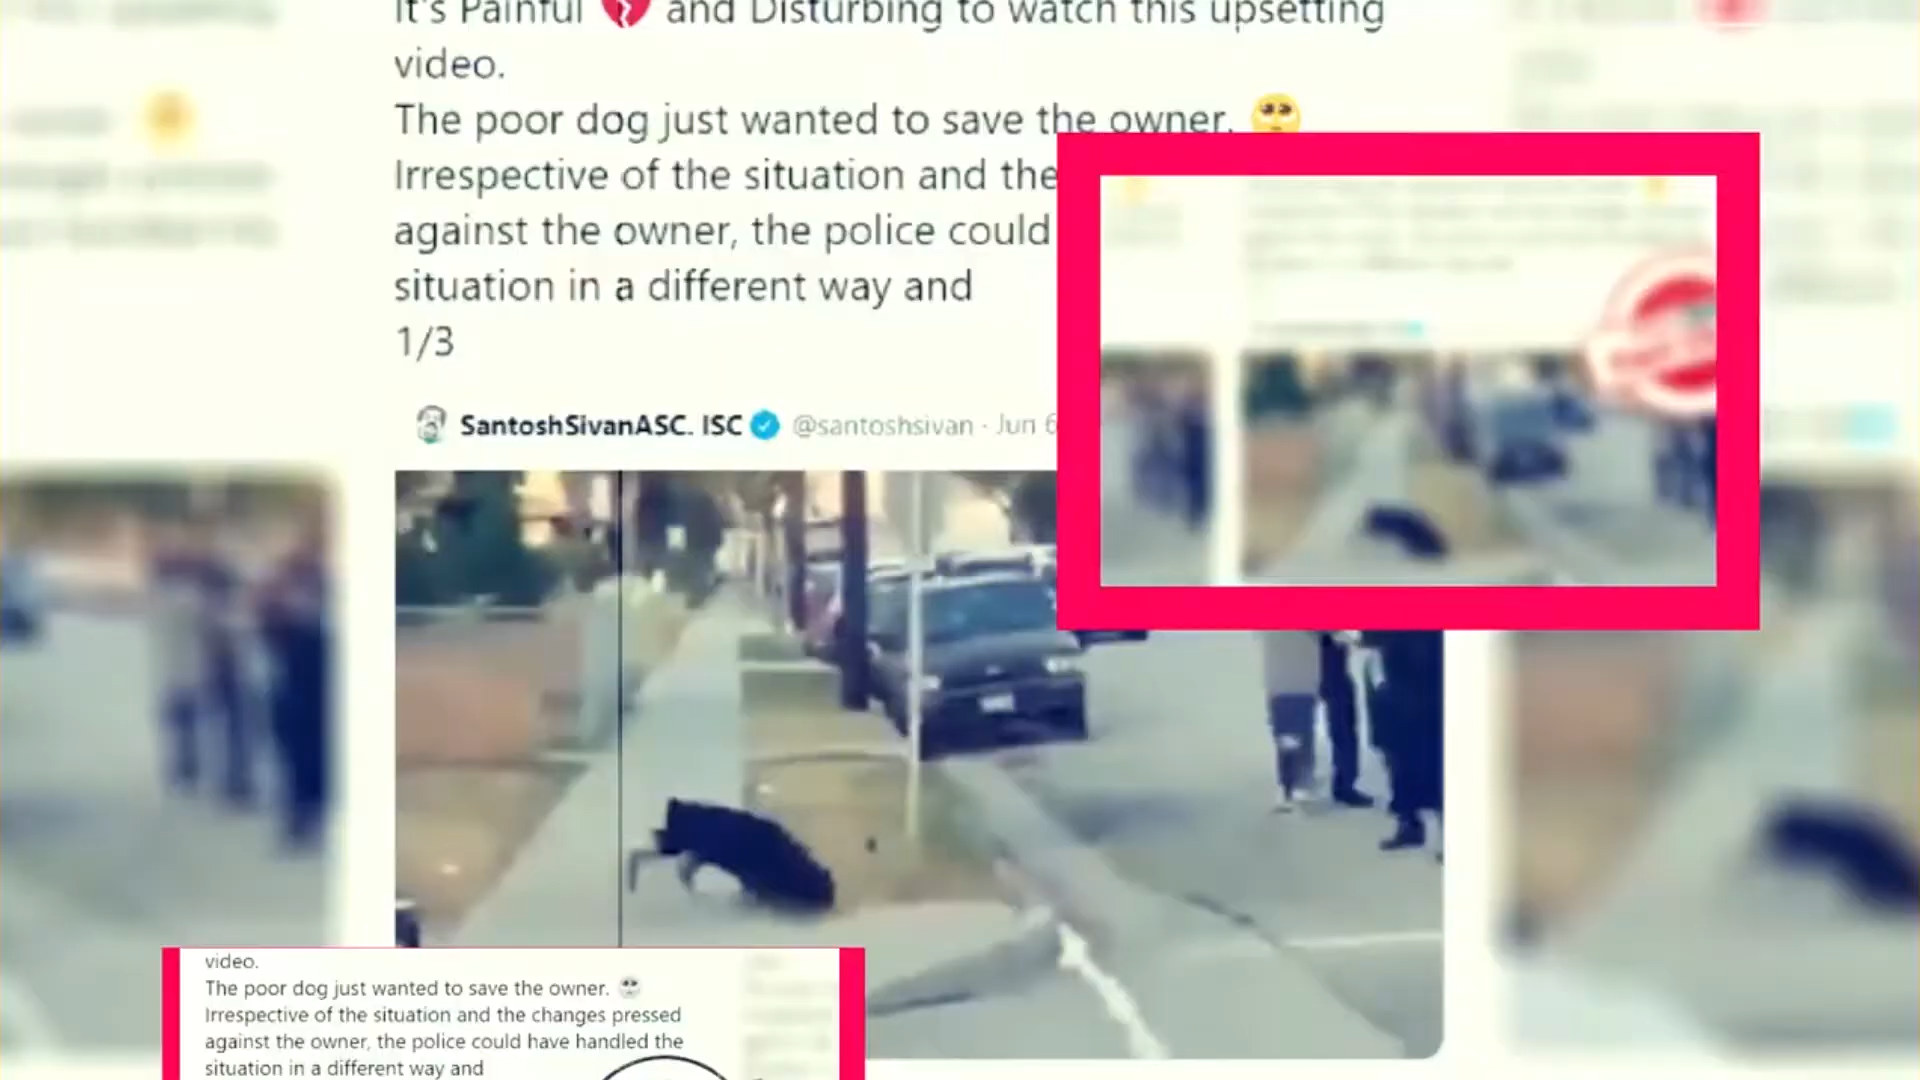 It's Painful 💔 and Disturbing to watch this upsetting
video.
The poor dog just wanted to save the owner. 🥺
Irrespective of the situation and the
against the owner, the police could
situation in a different way and
1/3
SantoshSivanASC. ISC @santoshsivan · Jun 6
video.
The poor dog just wanted to save the owner. 🥺
Irrespective of the situation and the changes pressed
against the owner, the police could have handled the
situation in a different way and